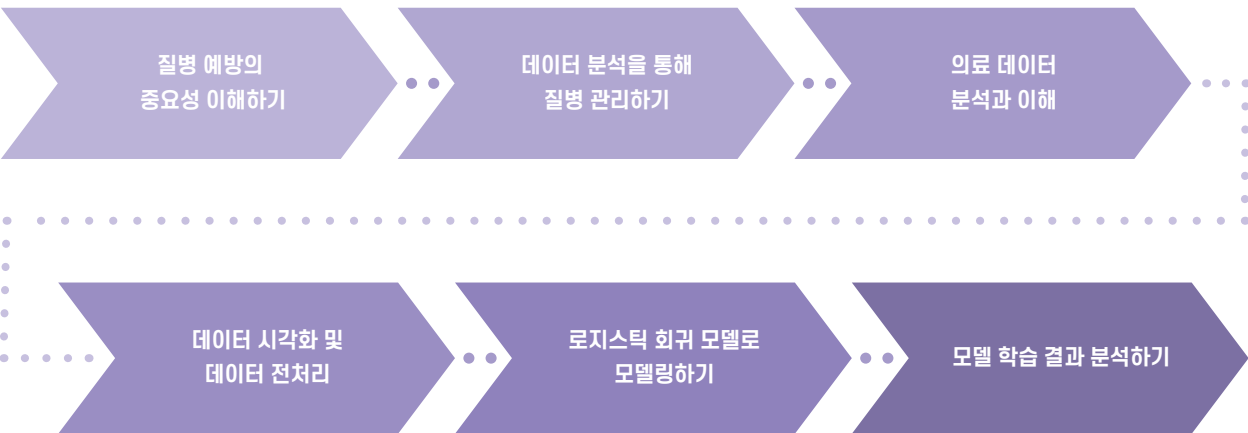 질병 예방의
중요성 이해하기
데이터 분석을 통해
질병 관리하기
의료 데이터
분석과 이해
데이터 시각화 및
데이터 전처리
로지스틱 회귀 모델로
모델링하기
모델 학습 결과 분석하기